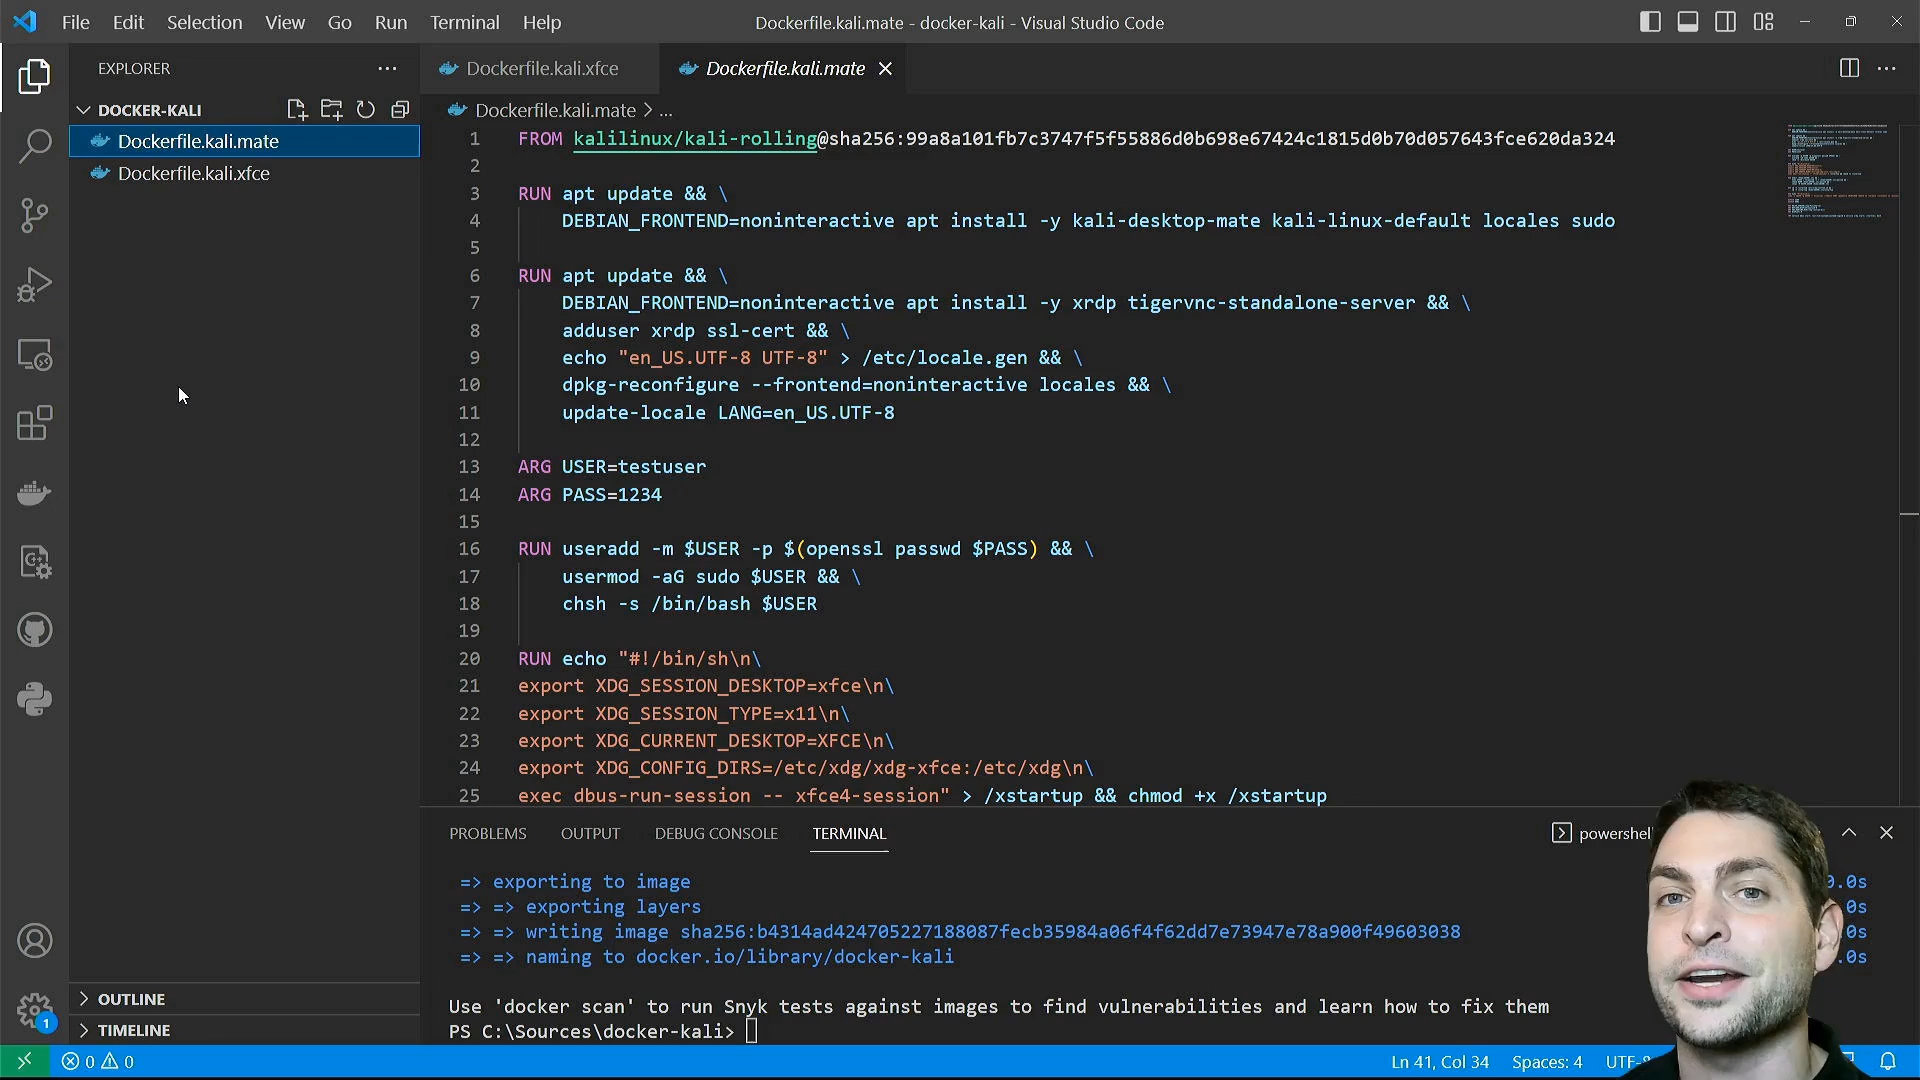 File Edit Selection View Go Run Terminal Help
Dockerfile.kali.mate - docker-kali - Visual Studio Code
EXPLORER
DOCKER-KALI
Dockerfile.kali.mate
Dockerfile.kali.xfce
OUTLINE
TIMELINE
Dockerfile.kali.xfce
Dockerfile.kali.mate
Dockerfile.kali.mate > ...
1 FROM kalilinux/kali-rolling@sha256:99a8a101fb7c3747f5f55886d0b698e67424c1815d0b70d057643fce620da324
2
3 RUN apt update && \
4 DEBIAN_FRONTEND=noninteractive apt install -y kali-desktop-mate kali-linux-default locales sudo
5
6 RUN apt update && \
7 DEBIAN_FRONTEND=noninteractive apt install -y xrdp tigervnc-standalone-server && \
8 adduser xrdp ssl-cert && \
9 echo "en_US.UTF-8 UTF-8" > /etc/locale.gen && \
10 dpkg-reconfigure --frontend=noninteractive locales && \
11 update-locale LANG=en_US.UTF-8
12
13 ARG USER=testuser
14 ARG PASS=1234
15
16 RUN useradd -m $USER -p $(openssl passwd $PASS) && \
17 usermod -aG sudo $USER && \
18 chsh -s /bin/bash $USER
19
20 RUN echo "#!/bin/sh\n\
21 export XDG_SESSION_DESKTOP=xfce\n\
22 export XDG_SESSION_TYPE=x11\n\
23 export XDG_CURRENT_DESKTOP=XFCE\n\
24 export XDG_CONFIG_DIRS=/etc/xdg/xdg-xfce:/etc/xdg\n\
25 exec dbus-run-session -- xfce4-session" > /xstartup && chmod +x /xstartup
PROBLEMS OUTPUT DEBUG CONSOLE TERMINAL
powershell
=> exporting to image 0.0s
=> => exporting layers 0s
=> => writing image sha256:b4314ad424705227188087fecb35984a06f4f62dd7e73947e78a900f49603038 0s
=> => naming to docker.io/library/docker-kali .0s
Use 'docker scan' to run Snyk tests against images to find vulnerabilities and learn how to fix them
PS C:\Sources\docker-kali>
1
0 0
Ln 41, Col 34 Spaces: 4 UTF-8